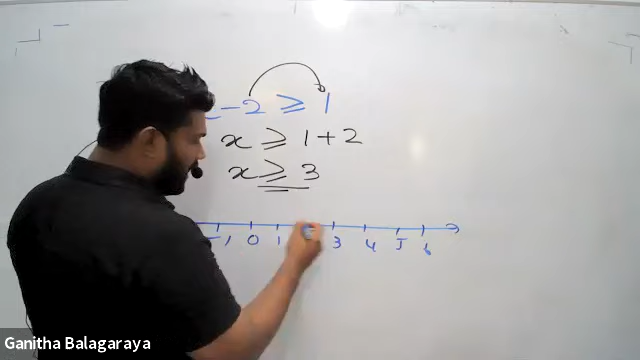 x-2 ≥ 1
x ≥ 1+2
x ≥ 3
-1 0 1 3 4 5 6
Ganitha Balagaraya